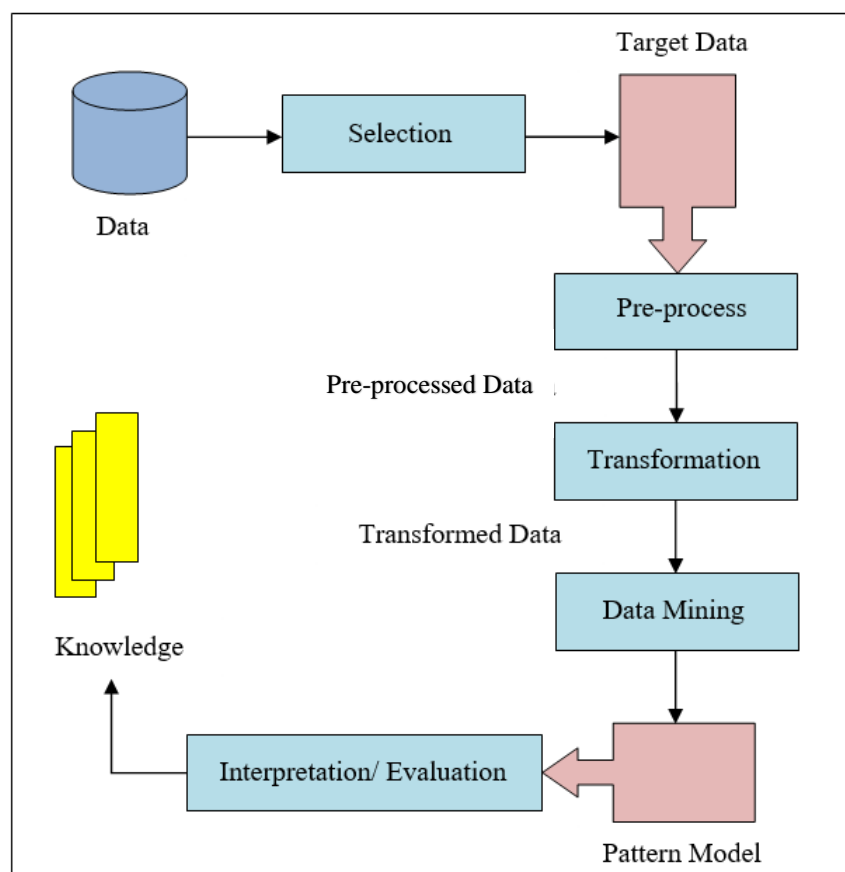 Target Data
Selection
Data
Pre-process
Pre-processed Data
Transformation
Transformed Data
Data Mining
Knowledge
Interpretation/ Evaluation
Pattern Model